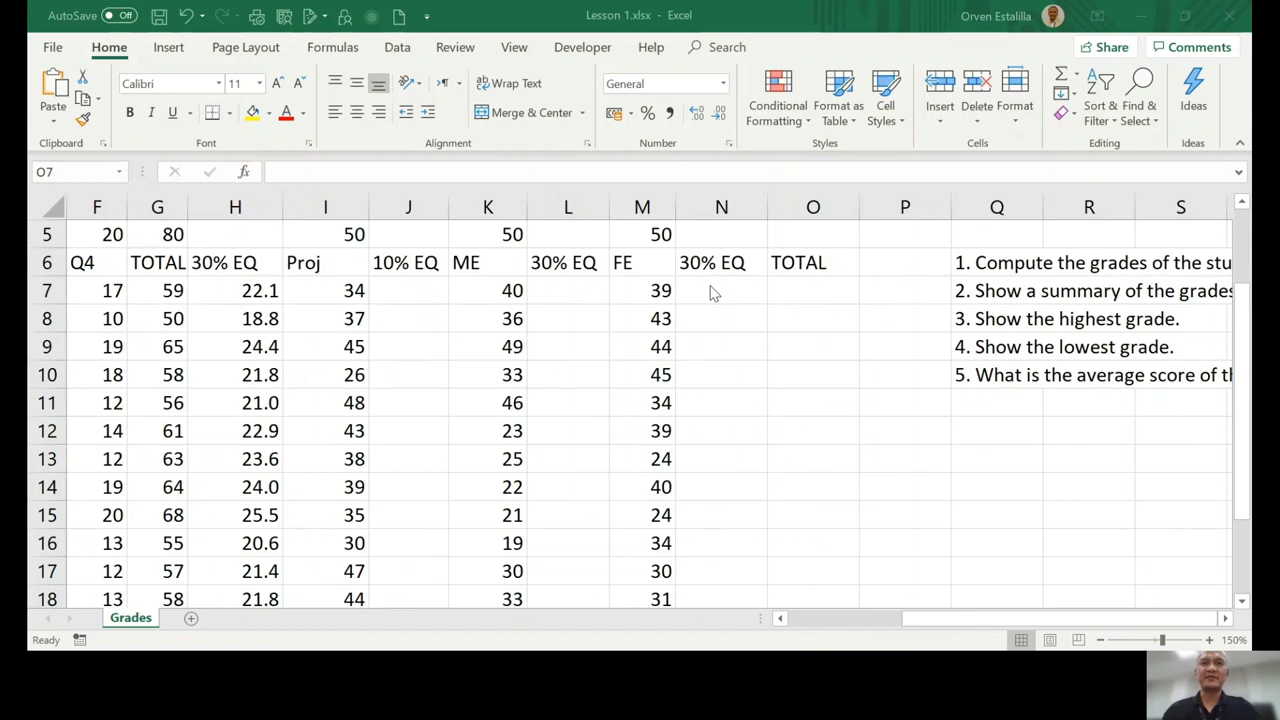 AutoSave Off Lesson 1.xlsx - Excel Orven Estalilla
File Home Insert Page Layout Formulas Data Review View Developer Help Search Share Comments
Paste Calibri 11 A A Wrap Text General Conditional Formatting Format as Table Cell Styles Insert Delete Format Sort & Filter Find & Select Ideas
B I U A Merge & Center % ,
Clipboard Font Alignment Number Styles Cells Editing Ideas
O7 fx
F G H I J K L M N O P Q R S
5 20 80 50 50 50
6 Q4 TOTAL 30% EQ Proj 10% EQ ME 30% EQ FE 30% EQ TOTAL 1. Compute the grades of the stu
7 17 59 22.1 34 40 39 2. Show a summary of the grades
8 10 50 18.8 37 36 43 3. Show the highest grade.
9 19 65 24.4 45 49 44 4. Show the lowest grade.
10 18 58 21.8 26 33 45 5. What is the average score of th
11 12 56 21.0 48 46 34
12 14 61 22.9 43 23 39
13 12 63 23.6 38 25 24
14 19 64 24.0 39 22 40
15 20 68 25.5 35 21 24
16 13 55 20.6 30 19 34
17 12 57 21.4 47 30 30
18 13 58 21.8 44 33 31
Grades
Ready 150%